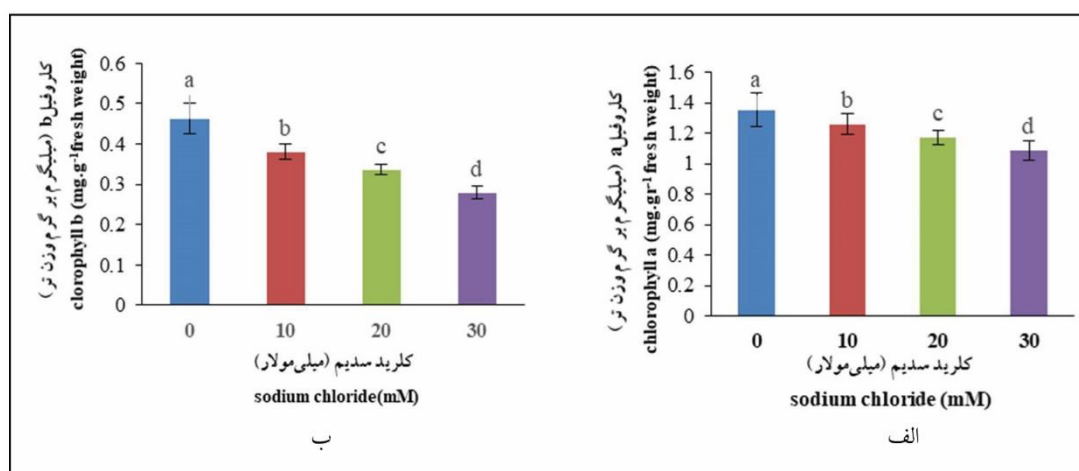 کلروفیل b (میلیگرم بر گرم وزن تر)
clorophyll b (mg.g-¹fresh weight)
0.6
0.5
0.4
0.3
0.2
0.1
0
a
b
c
d
0 10 20 30
کلرید سدیم (میلی‌مولار)
sodium chloride(mM)
ب
کلروفیل a (میلیگرم بر گرم وزن تر)
chlorophyll a (mg.gr-¹ fresh weight)
1.6
1.4
1.2
1
0.8
0.6
0.4
0.2
0
a
b
c
d
0 10 20 30
کلرید سدیم (میلی‌مولار)
sodium chloride (mM)
الف